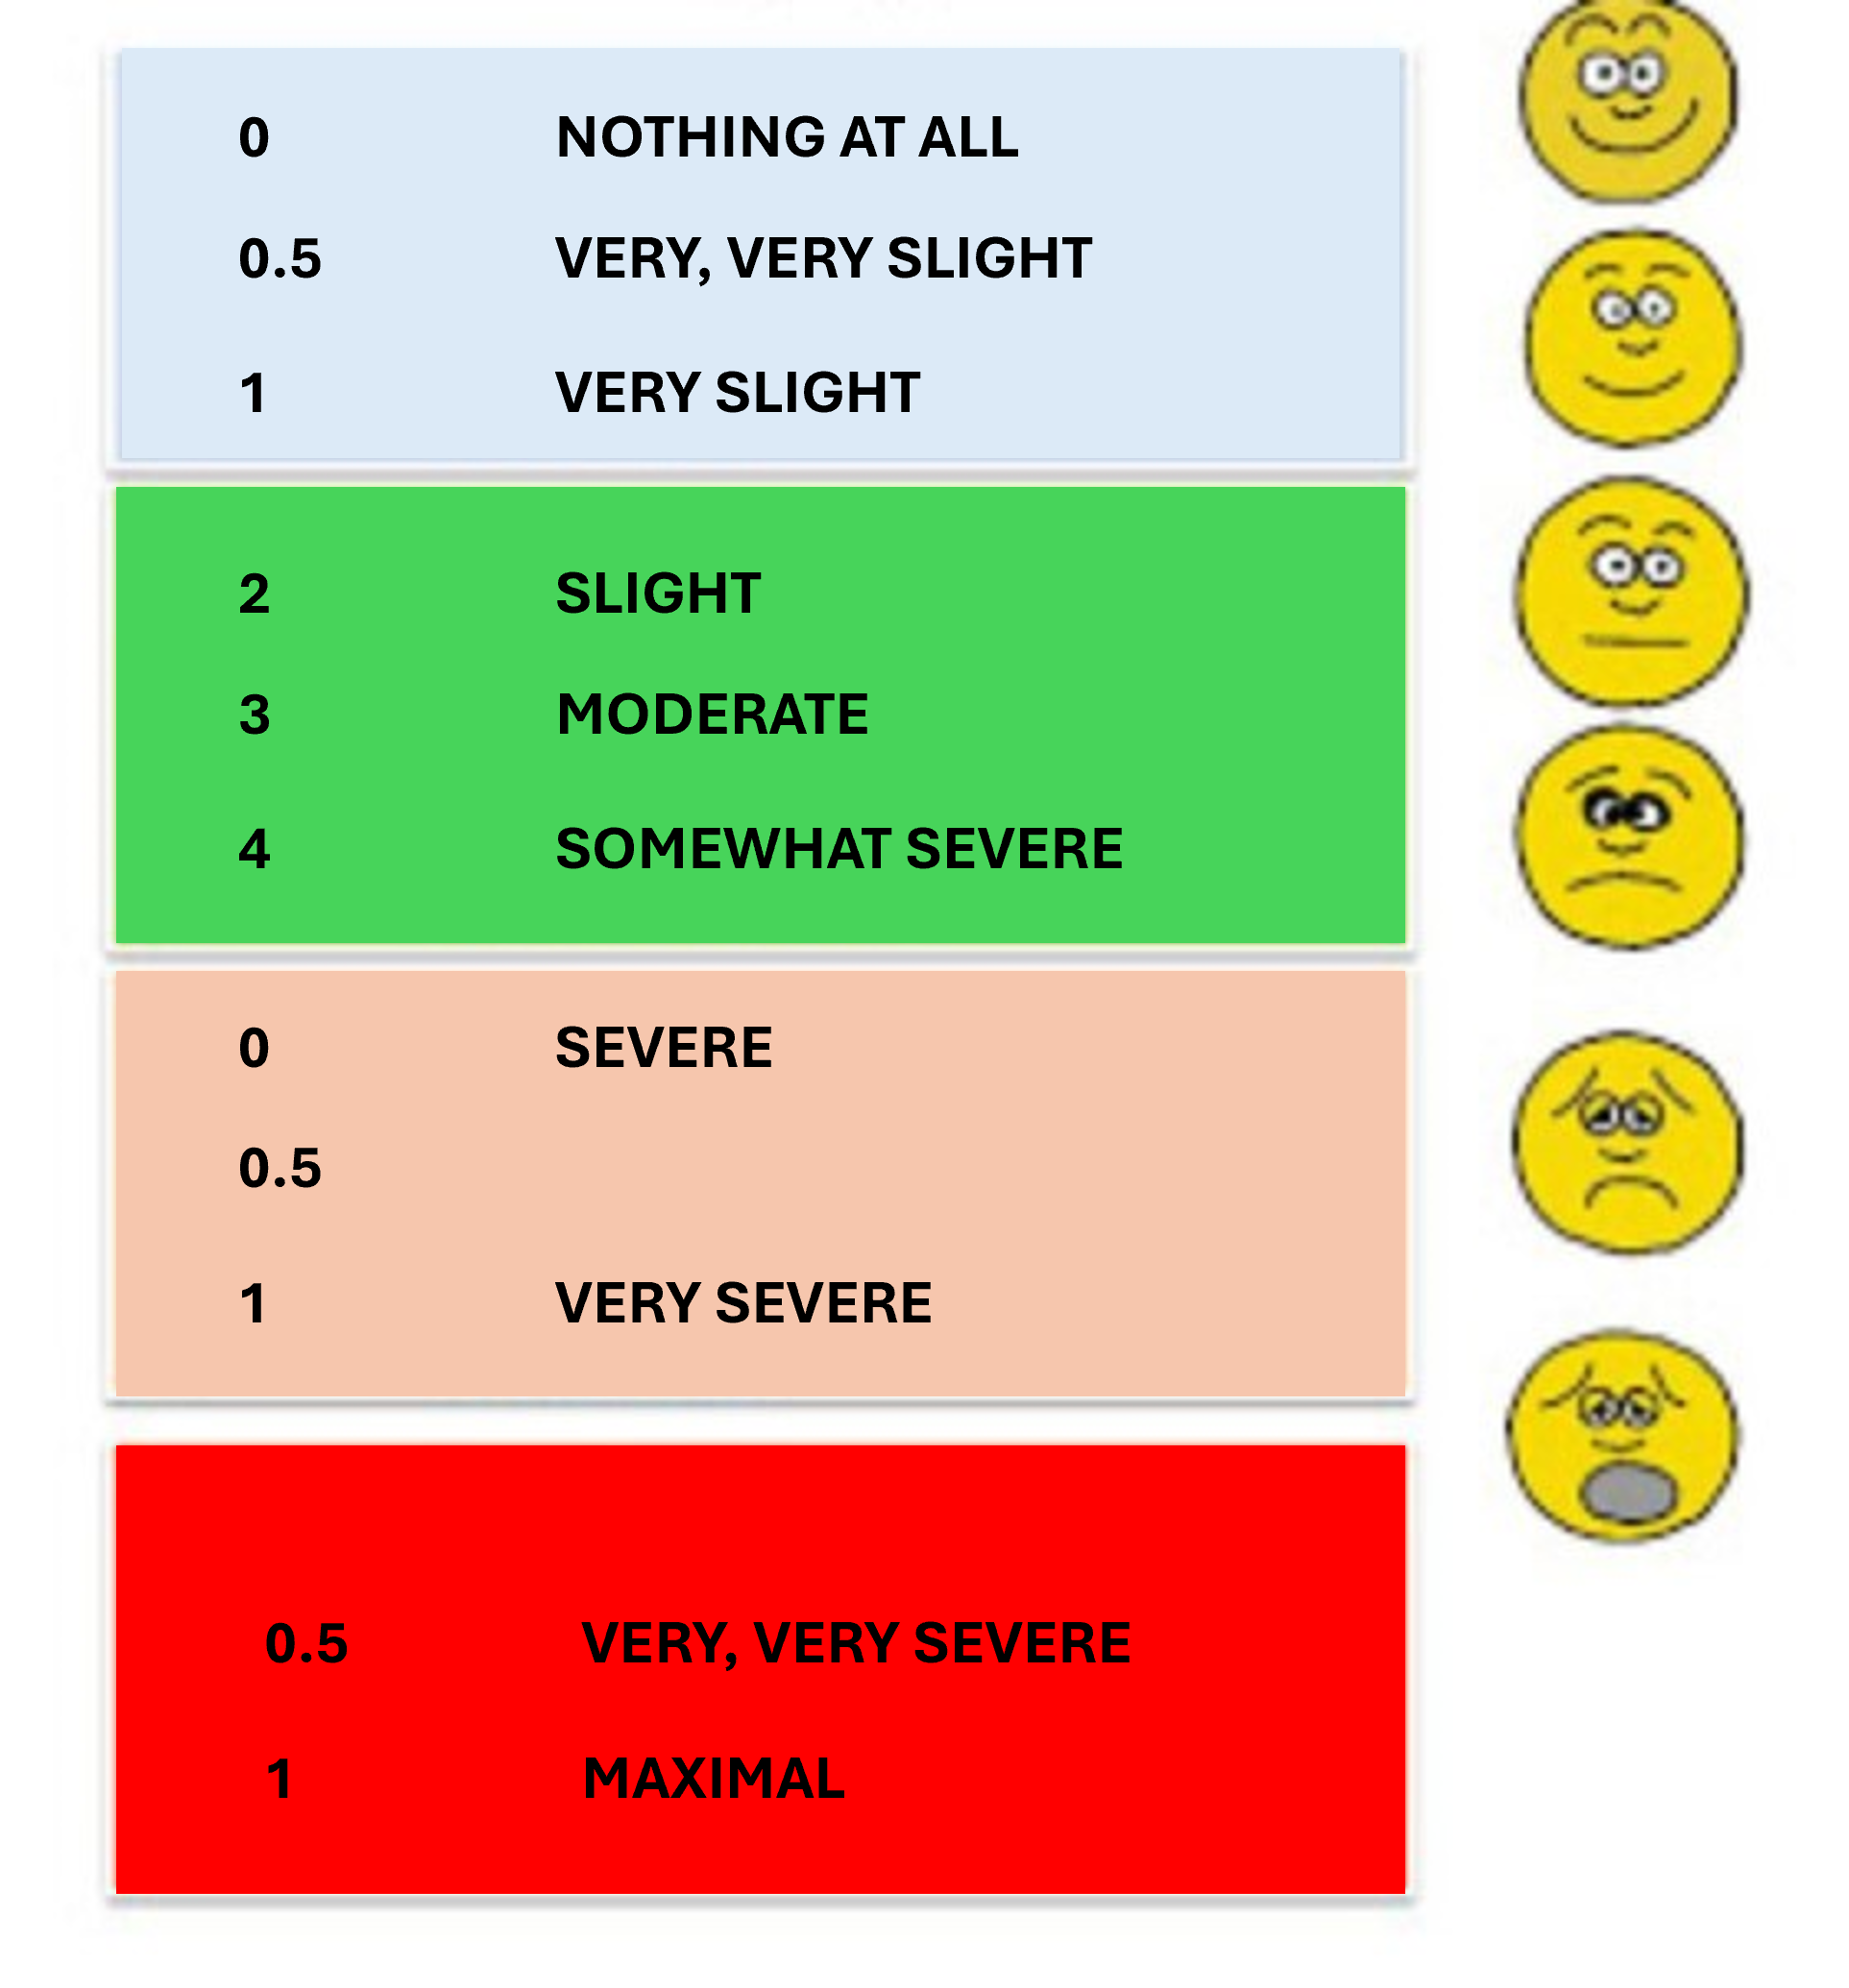 0 NOTHING AT ALL
0.5 VERY, VERY SLIGHT
1 VERY SLIGHT
2 SLIGHT
3 MODERATE
4 SOMEWHAT SEVERE
0 SEVERE
0.5
1 VERY SEVERE
0.5 VERY, VERY SEVERE
1 MAXIMAL